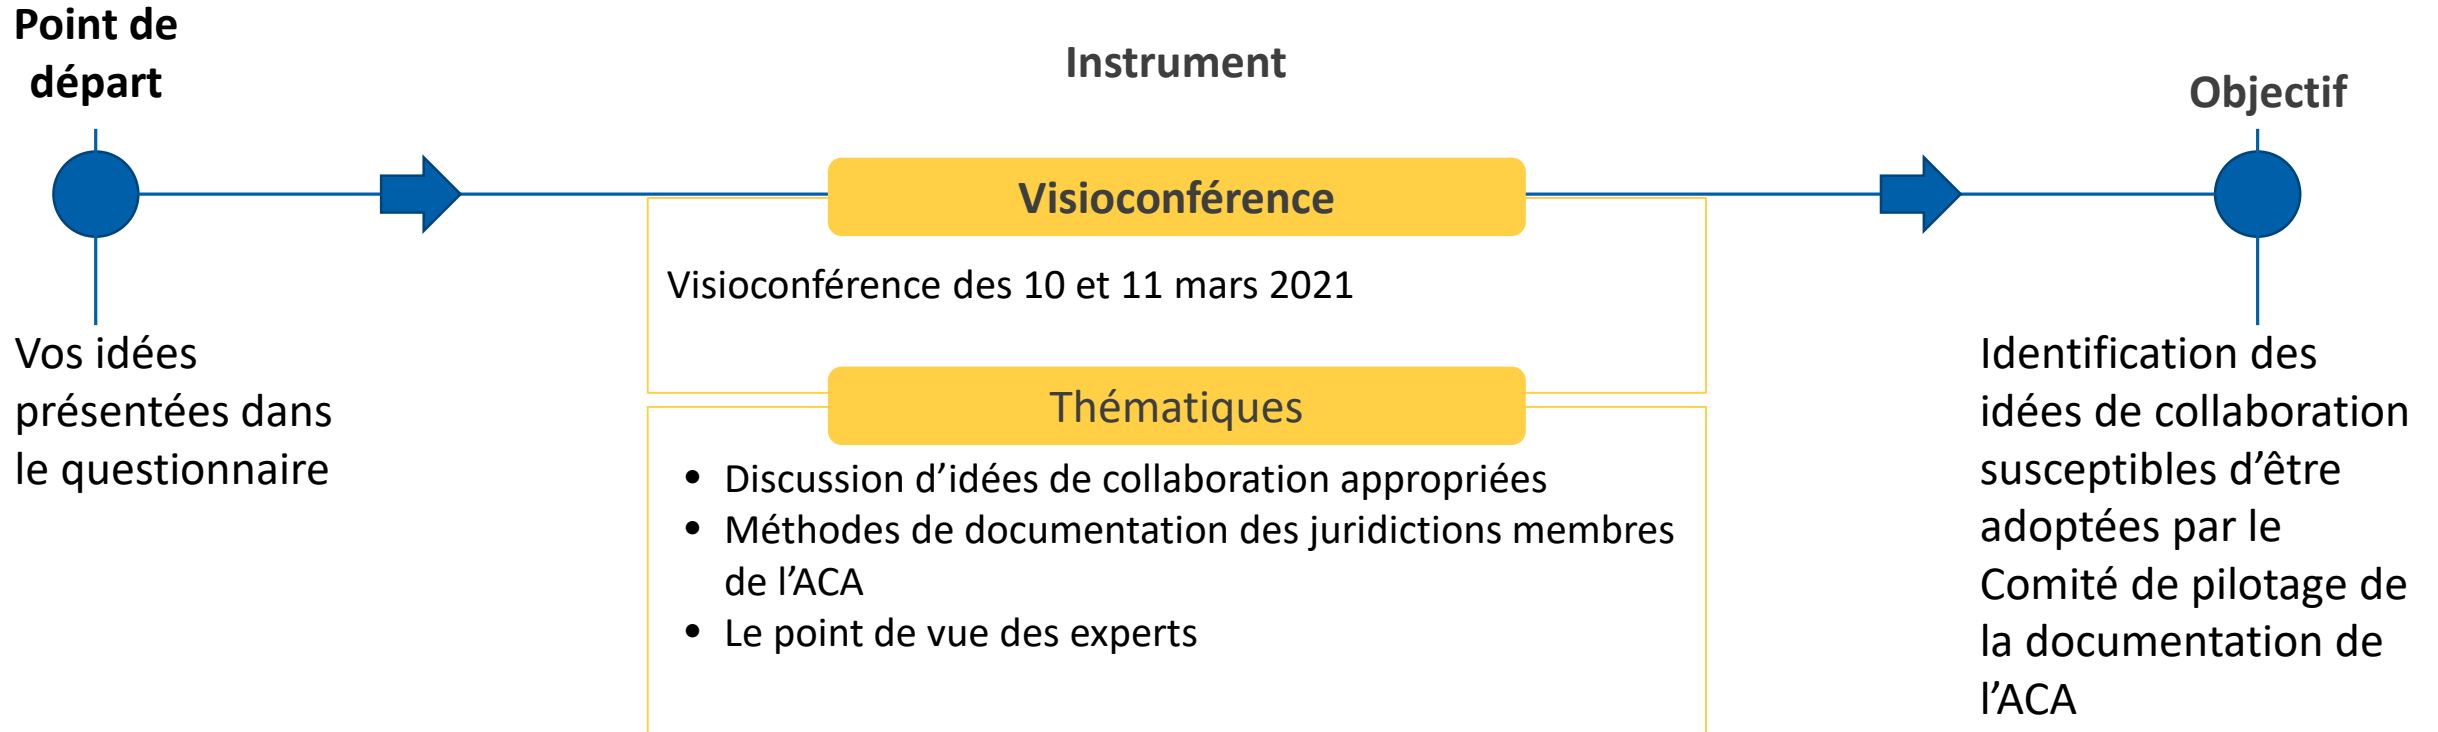 Point de
départ
Instrument
Objectif
Visioconférence
Visioconférence des 10 et 11 mars 2021
Vos idées
présentées dans
le questionnaire
Thématiques
• Discussion d’idées de collaboration appropriées
• Méthodes de documentation des juridictions membres
de l’ACA
• Le point de vue des experts
Identification des
idées de collaboration
susceptibles d’être
adoptées par le
Comité de pilotage de
la documentation de
l’ACA